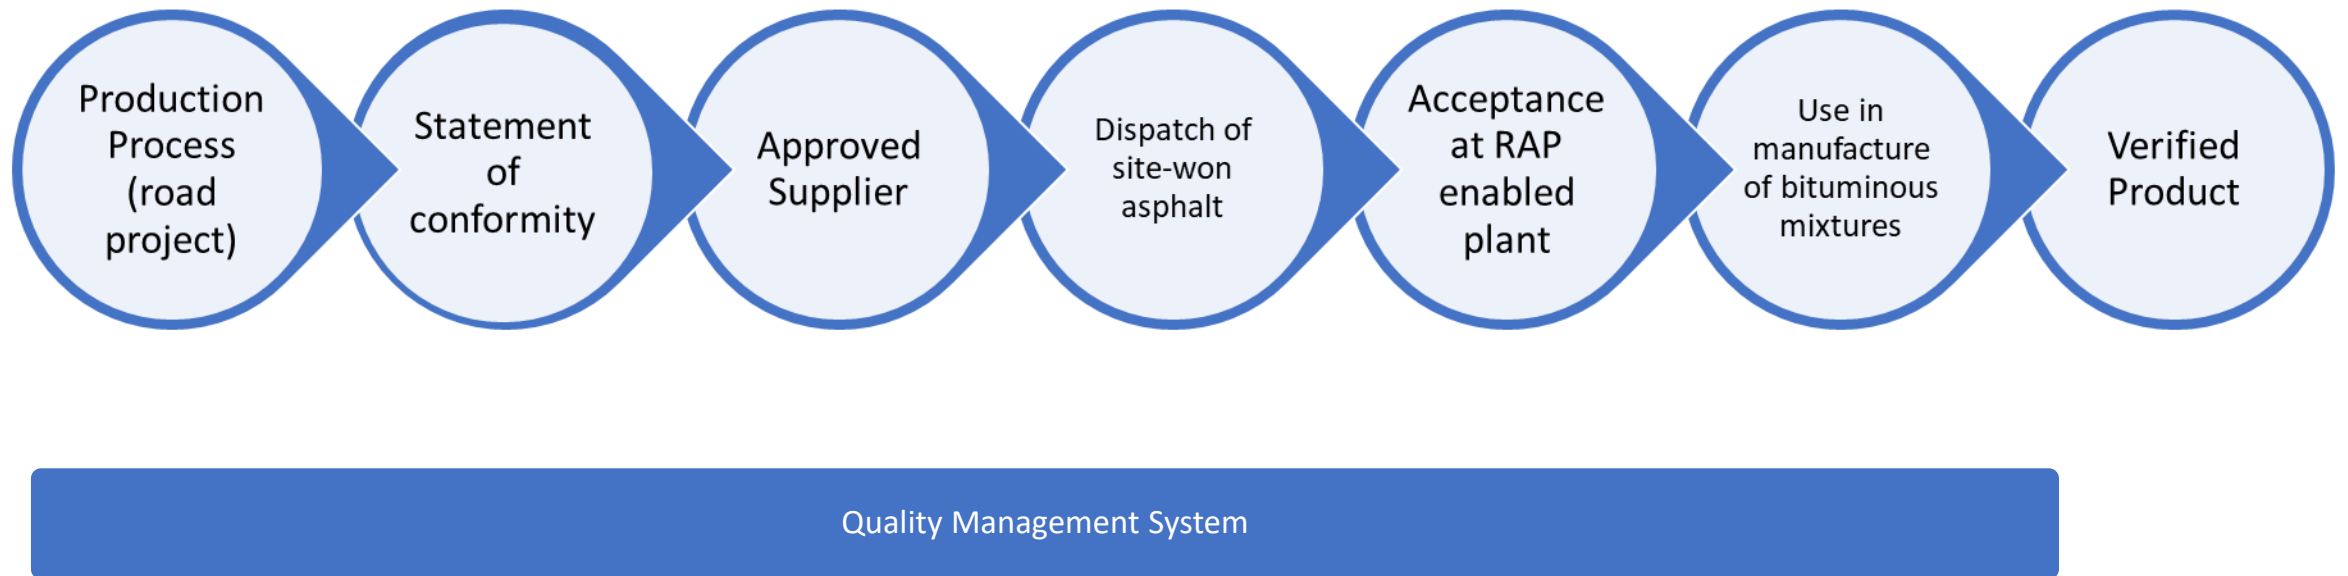 Production
Process
(road
project)
Statement
of
conformity
Approved
Supplier
Dispatch of
site-won
asphalt
Acceptance
at RAP
enabled
plant
Use in
manufacture
of bituminous
mixtures
Verified
Product
Quality Management System